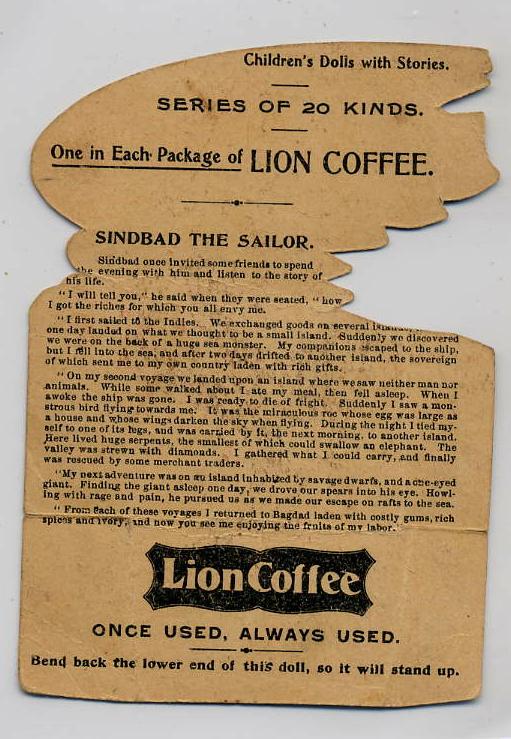 Children's Dolls with Stories.
SERIES OF 20 KINDS.
One in Each Package of LION COFFEE.
SINDBAD THE SAILOR.
Sindbad once invited some friends to spend
the evening with him and listen to the story of
his life.
"I will tell you," he said when they were seated, "how
I got the riches for which you all envy me.
"I first sailed to the Indies. We exchanged goods on several
one day landed on what we thought to be a small island. Suddenly we discovered
we were on the back of a huge sea monster. My companions escaped to the ship,
but I fell into the sea, and after two days drifted to another island, the sovereign
of which sent me to my own country laden with rich gifts.
"On my second voyage we landed upon an island where we saw neither man nor
animals. While some walked about I ate my meal, then fell asleep. When I
awoke the ship was gone. I was ready to die of fright. Suddenly I saw a mon-
strous bird flying towards me. It was the miraculous roc whose egg was large as
a house and whose wings darken the sky when flying. During the night I tied my-
self to one of its legs, and was carried by it, the next morning, to another island.
Here lived huge serpents, the smallest of which could swallow an elephant. The
valley was strewn with diamonds. I gathered what I could carry, and finally
was rescued by some merchant traders.
"My next adventure was on an island inhabited by savage dwarfs, and a one-eyed
giant. Finding the giant asleep one day, we drove our spears into his eye. Howl-
ing with rage and pain, he pursued us as we made our escape on rafts to the sea.
"From each of these voyages I returned to Bagdad laden with costly gums, rich
spices and ivory, and now you see me enjoying the fruits of my labor.
Lion Coffee
ONCE USED, ALWAYS USED.
Bend back the lower end of this doll, so it will stand up.